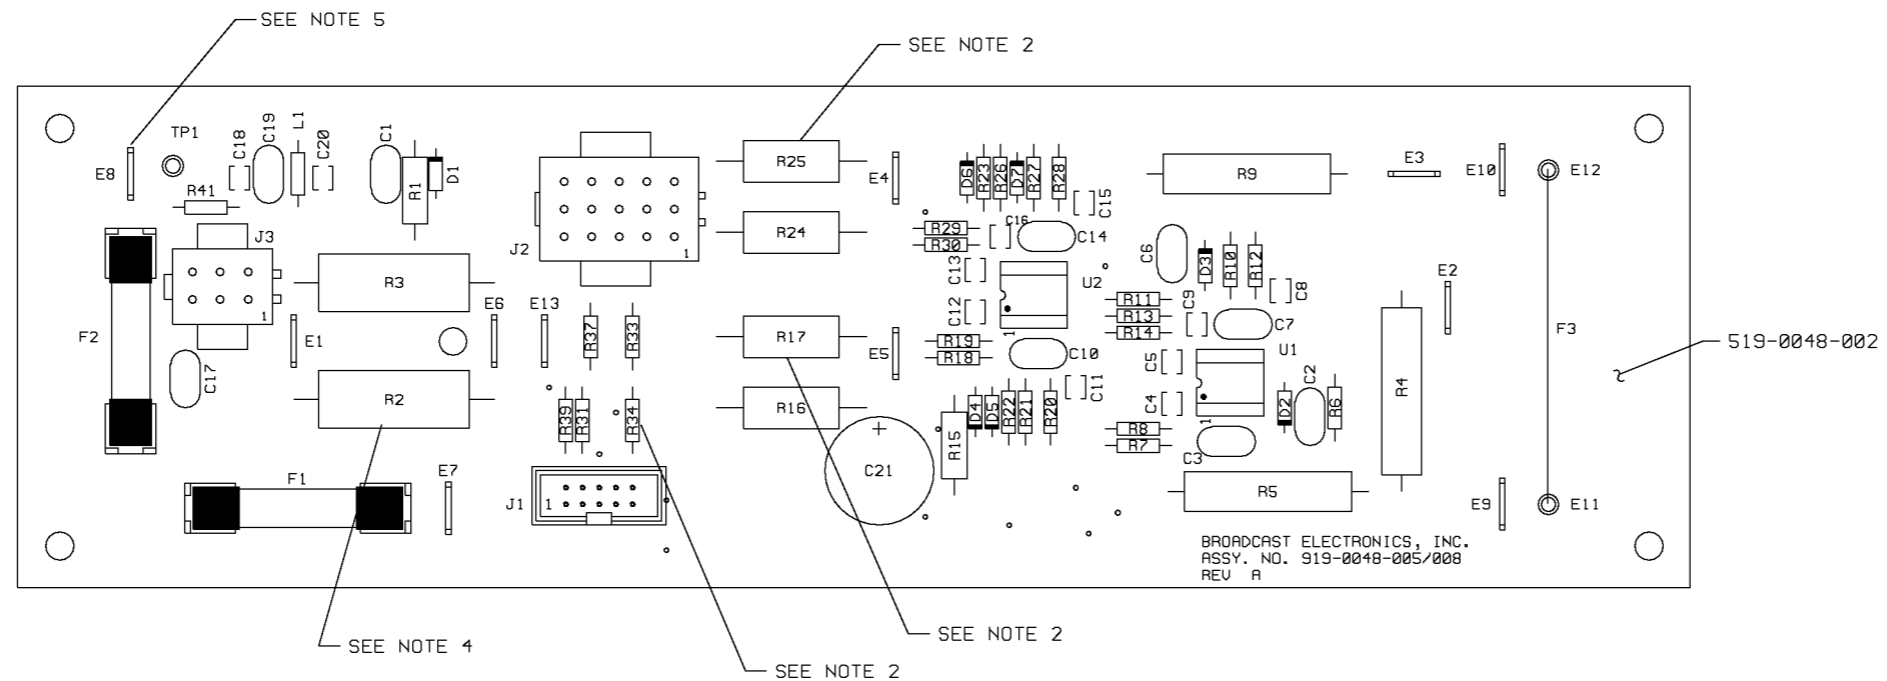 SEE NOTE 5
SEE NOTE 2
TP1
C18
C19
L1
C20
C1
R1
D1
E8
R41
J3
1
F2
R3
E1
E6
E13
C17
R2
F1
E7
J2
1
R37
R33
R39
R31
R34
J1
1
R25
R24
R17
R16
E4
E5
C21
R15
D6
R23
R26
D7
R27
R28
C15
R29
R30
C16
C14
C13
C12
U2
1
R19
R18
C10
C11
D4
D5
R22
R21
R20
R9
E3
E10
E12
C6
D3
R10
R12
C8
E2
R11
R13
R14
C9
C7
U1
C5
C4
1
C2
D2
R6
R4
R8
R7
C3
R5
F3
E9
E11
519-0048-002
BROADCAST ELECTRONICS, INC.
ASSY. NO. 919-0048-005/008
REV A
SEE NOTE 4
SEE NOTE 2
SEE NOTE 2